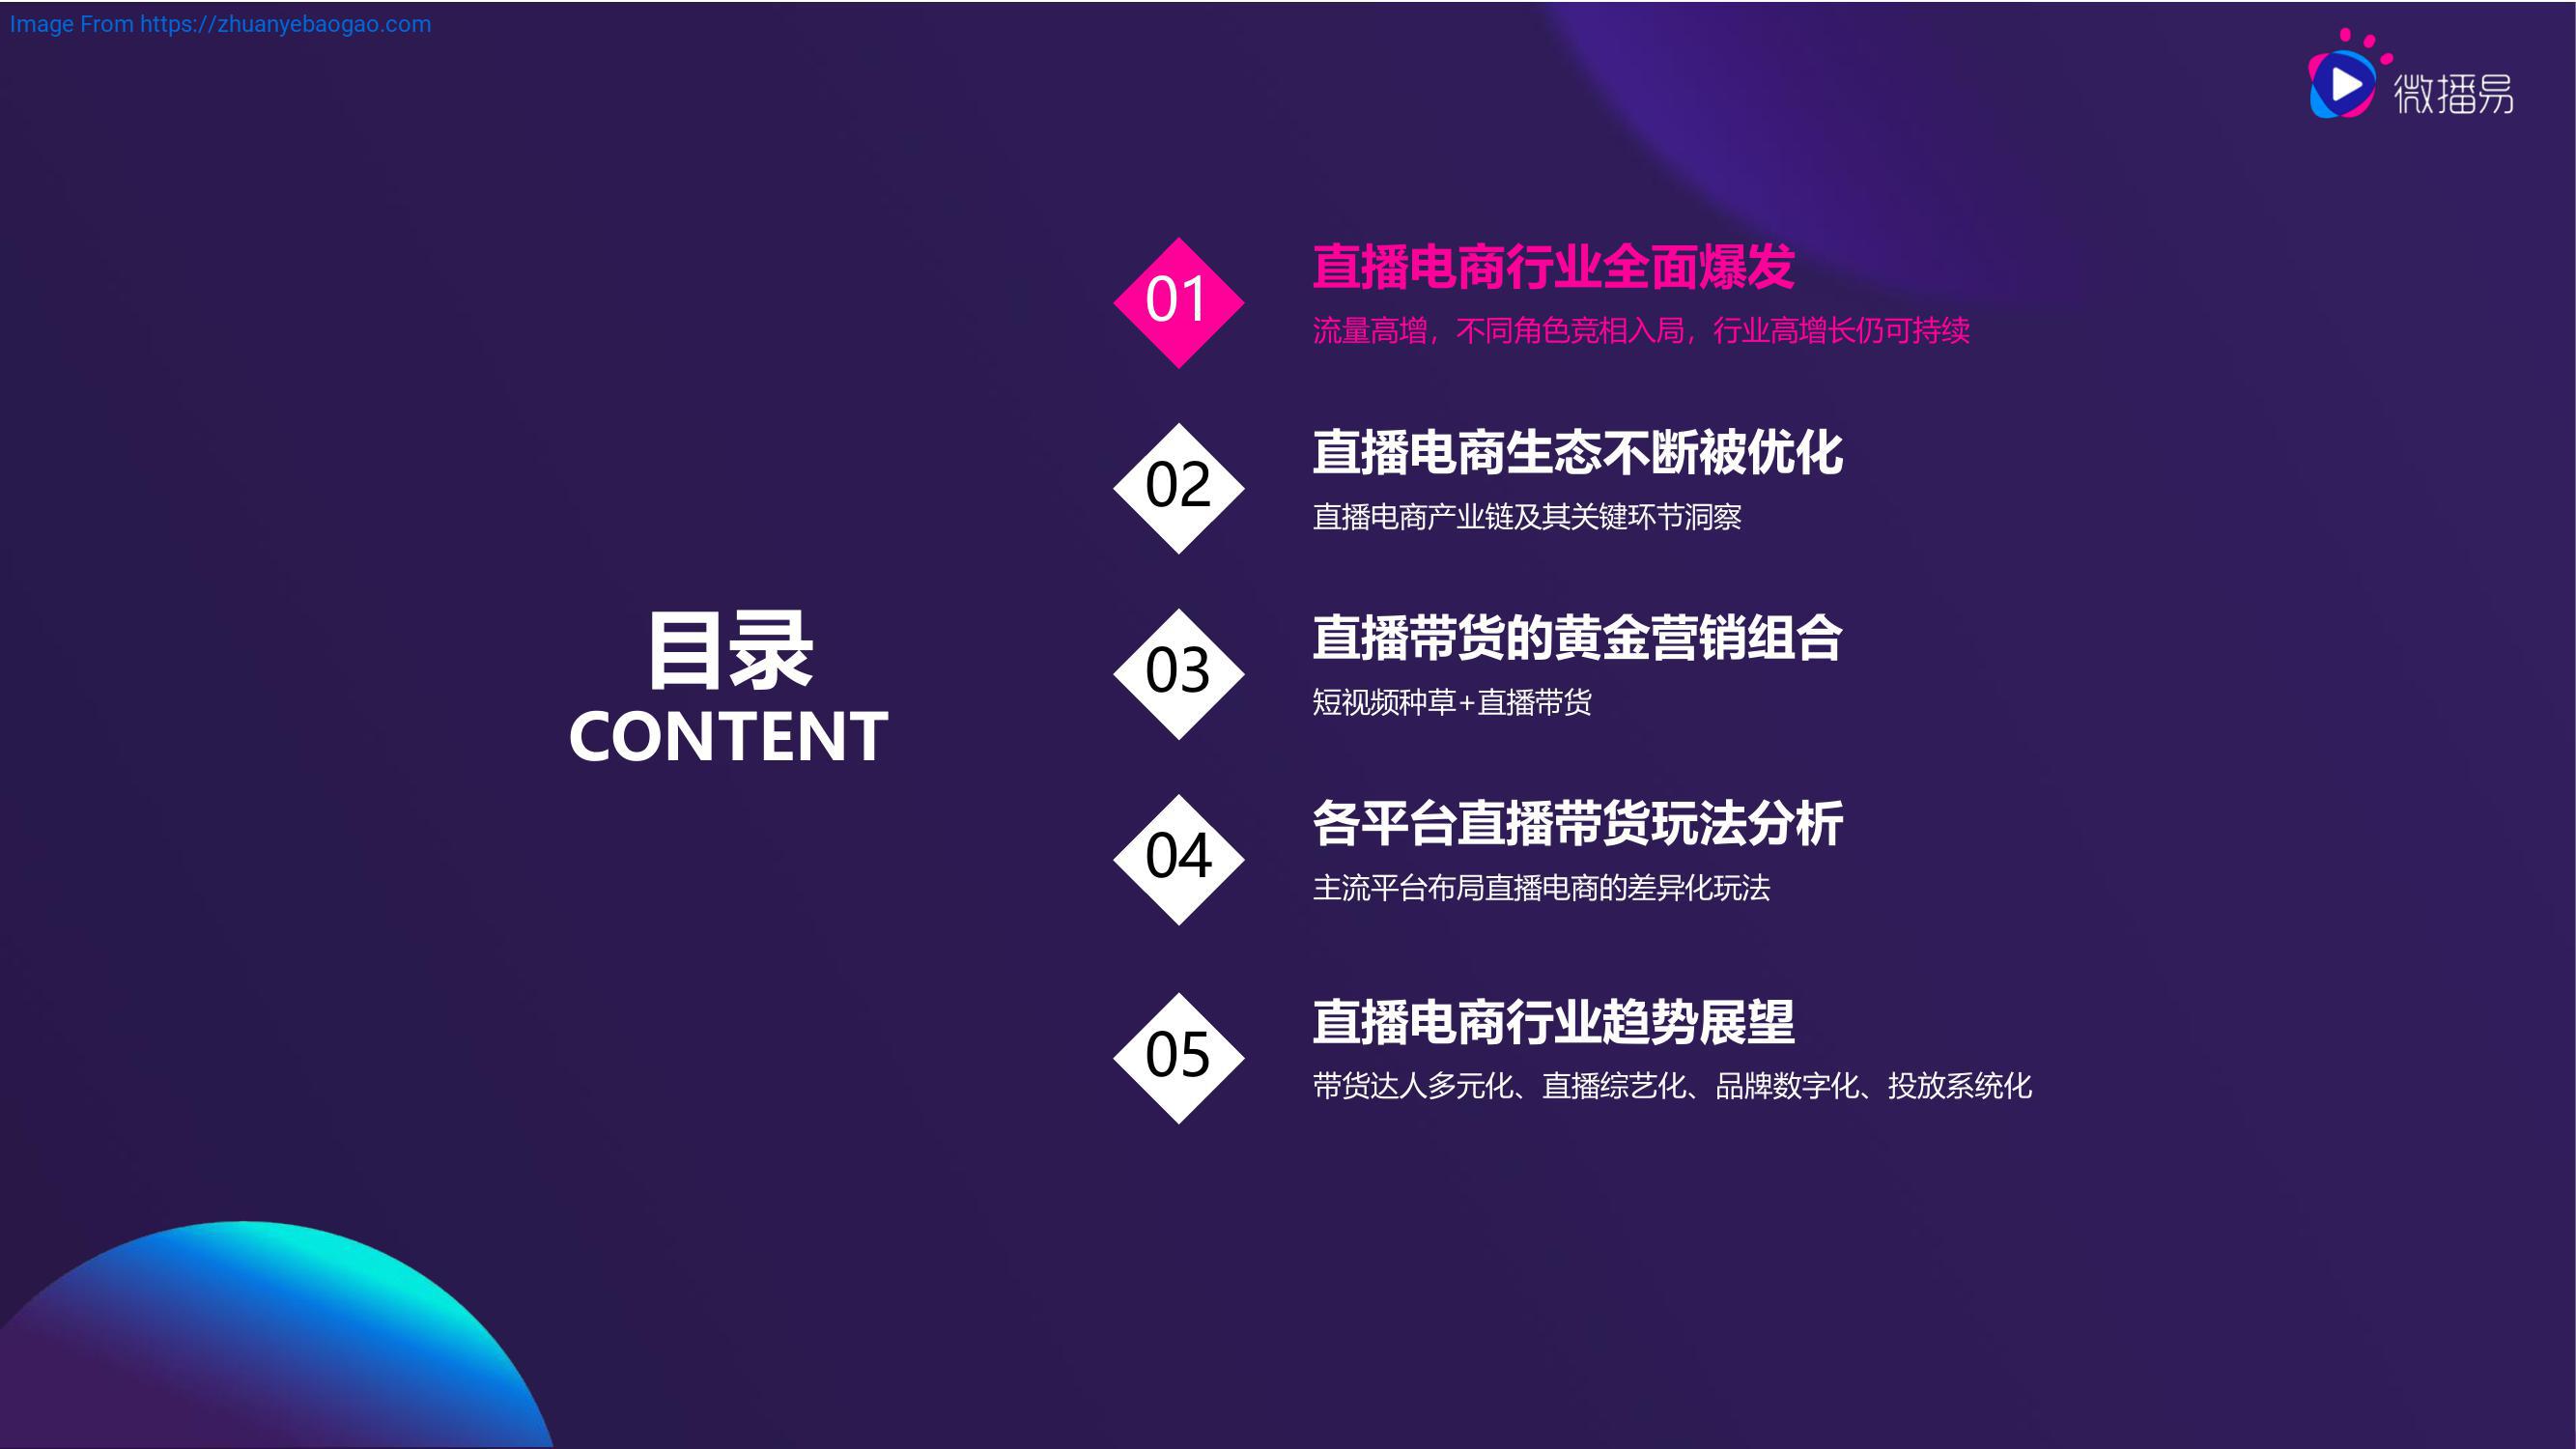 Image From https://zhuanyebaogao.com
微播易
目录
CONTENT
01
直播电商行业全面爆发
流量高增，不同角色竞相入局，行业高增长仍可持续
02
直播电商生态不断被优化
直播电商产业链及其关键环节洞察
03
直播带货的黄金营销组合
短视频种草+直播带货
04
各平台直播带货玩法分析
主流平台布局直播电商的差异化玩法
05
直播电商行业趋势展望
带货达人多元化、直播综艺化、品牌数字化、投放系统化